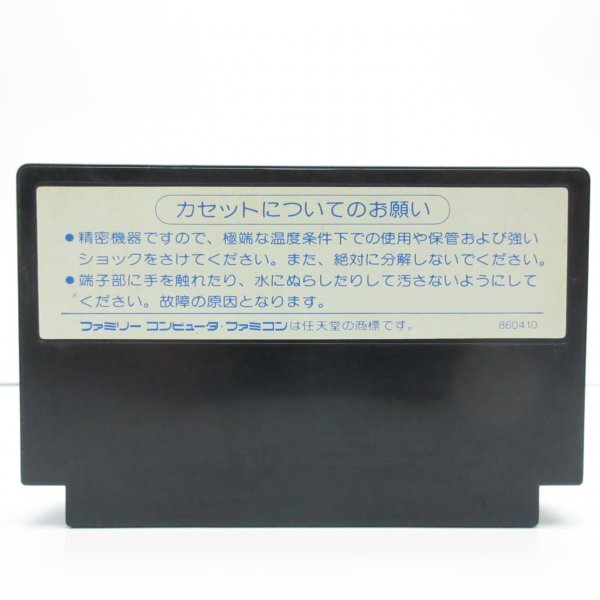 カセットについてのお願い
●精密機器ですので、極端な温度条件下での使用や保管および強い
ショックをさけてください。また、絶対に分解しないでください。
●端子部に手を触れたり、水にぬらしたりして汚さないようにして
ください。故障の原因となります。
ファミリー コンピュータ・ファミコンは任天堂の商標です。 860410